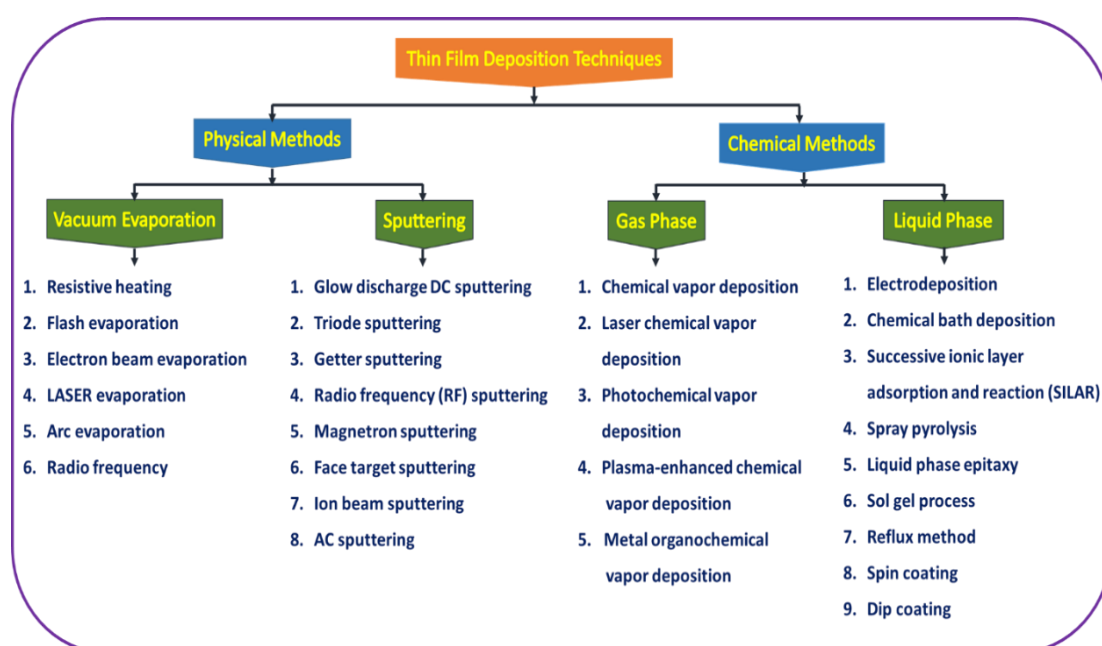 Thin Film Deposition Techniques
Physical Methods
Chemical Methods
Vacuum Evaporation
Sputtering
Gas Phase
Liquid Phase
1. Resistive heating
2. Flash evaporation
3. Electron beam evaporation
4. LASER evaporation
5. Arc evaporation
6. Radio frequency
1. Glow discharge DC sputtering
2. Triode sputtering
3. Getter sputtering
4. Radio frequency (RF) sputtering
5. Magnetron sputtering
6. Face target sputtering
7. Ion beam sputtering
8. AC sputtering
1. Chemical vapor deposition
2. Laser chemical vapor
deposition
3. Photochemical vapor
deposition
4. Plasma-enhanced chemical
vapor deposition
5. Metal organochemical
vapor deposition
1. Electrodeposition
2. Chemical bath deposition
3. Successive ionic layer
adsorption and reaction (SILAR)
4. Spray pyrolysis
5. Liquid phase epitaxy
6. Sol gel process
7. Reflux method
8. Spin coating
9. Dip coating